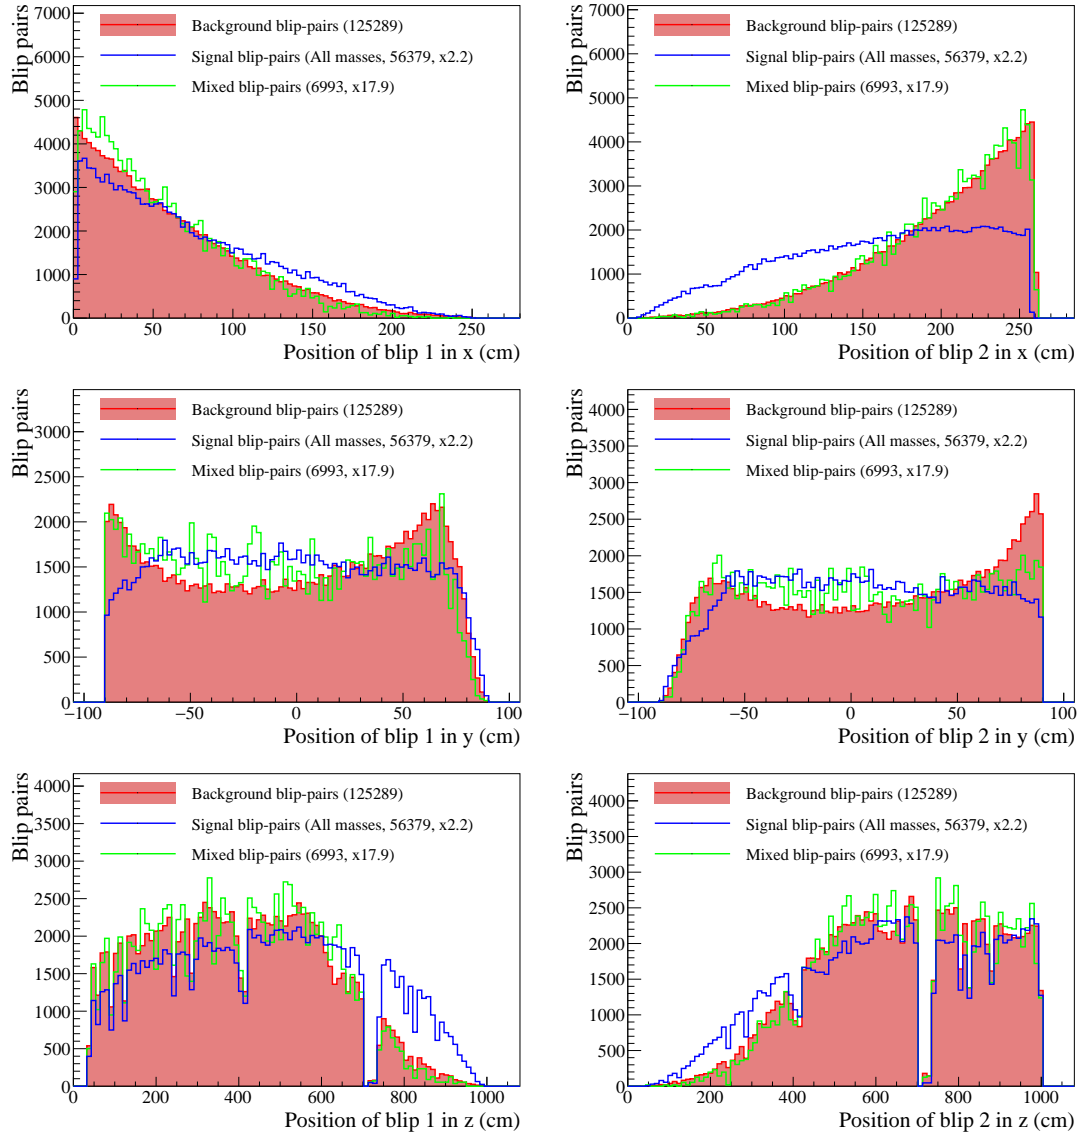 Blip pairs
7000
6000
5000
4000
3000
2000
1000
0
Background blip-pairs (125289)
Signal blip-pairs (All masses, 56379, x2.2)
Mixed blip-pairs (6993, x17.9)
0 50 100 150 200 250
Position of blip 1 in x (cm)
Blip pairs
7000
6000
5000
4000
3000
2000
1000
0
Background blip-pairs (125289)
Signal blip-pairs (All masses, 56379, x2.2)
Mixed blip-pairs (6993, x17.9)
0 50 100 150 200 250
Position of blip 2 in x (cm)
Blip pairs
3000
2500
2000
1500
1000
500
0
Background blip-pairs (125289)
Signal blip-pairs (All masses, 56379, x2.2)
Mixed blip-pairs (6993, x17.9)
−100 −50 0 50 100
Position of blip 1 in y (cm)
Blip pairs
4000
3500
3000
2500
2000
1500
1000
500
0
Background blip-pairs (125289)
Signal blip-pairs (All masses, 56379, x2.2)
Mixed blip-pairs (6993, x17.9)
−100 −50 0 50 100
Position of blip 2 in y (cm)
Blip pairs
4000
3500
3000
2500
2000
1500
1000
500
0
Background blip-pairs (125289)
Signal blip-pairs (All masses, 56379, x2.2)
Mixed blip-pairs (6993, x17.9)
0 200 400 600 800 1000
Position of blip 1 in z (cm)
Blip pairs
4000
3500
3000
2500
2000
1500
1000
500
0
Background blip-pairs (125289)
Signal blip-pairs (All masses, 56379, x2.2)
Mixed blip-pairs (6993, x17.9)
0 200 400 600 800 1000
Position of blip 2 in z (cm)